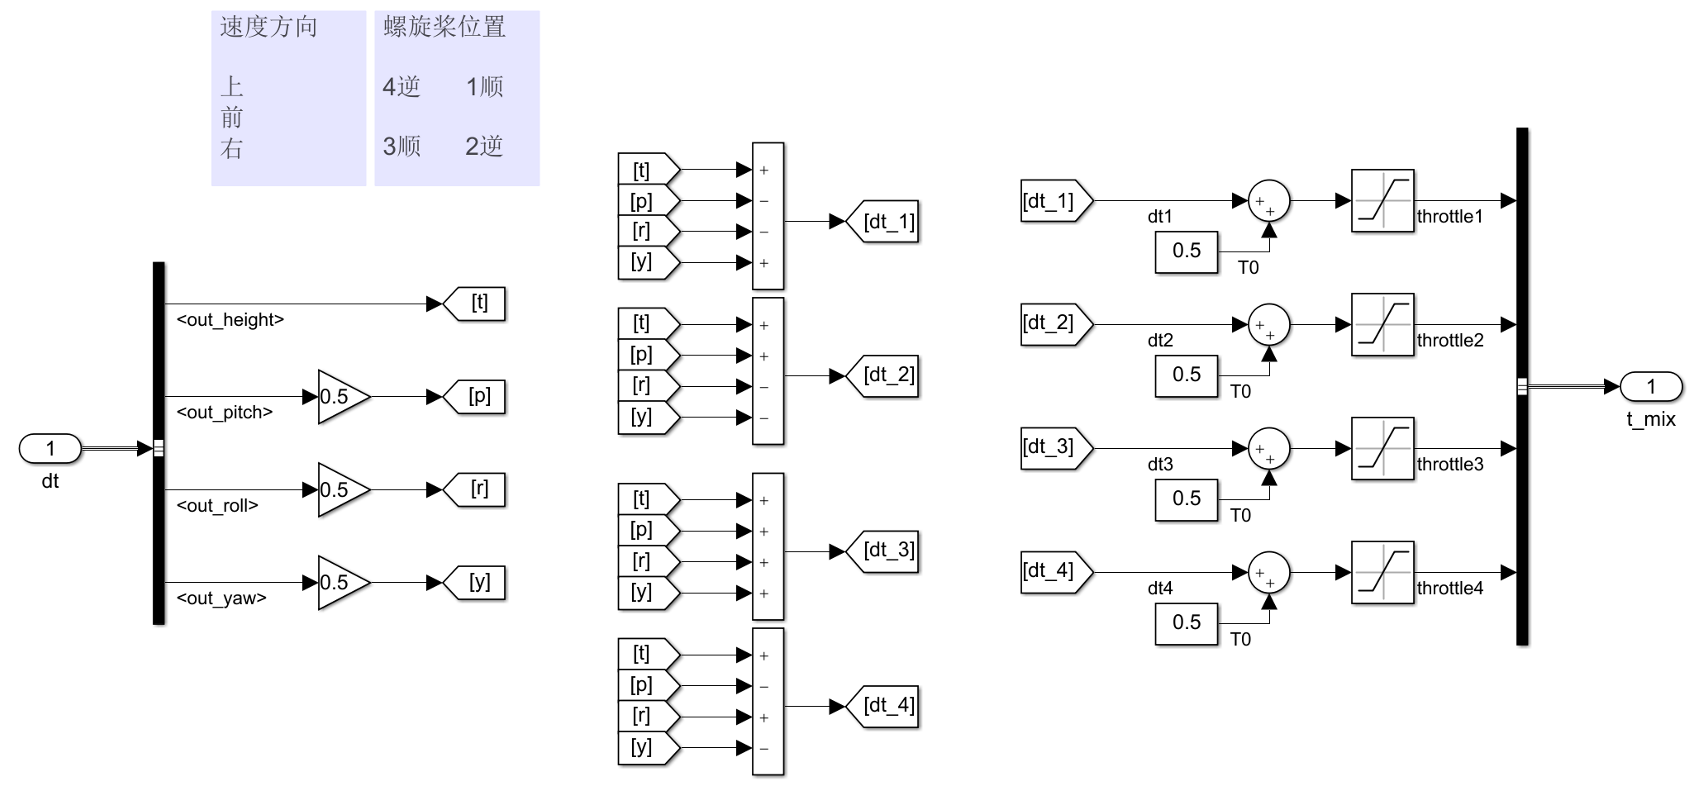 速度方向
上
前
右
螺旋桨位置
4逆 1顺
3顺 2逆
1
dt
<out_height>
[t]
<out_pitch>
0.5
[p]
<out_roll>
0.5
[r]
<out_yaw>
0.5
[y]
[t]
+
[p]
−
[r]
−
[y]
+
[dt_1]
[t]
+
[p]
+
[r]
−
[y]
−
[dt_2]
[t]
+
[p]
+
[r]
+
[y]
+
[dt_3]
[t]
+
[p]
−
[r]
+
[y]
−
[dt_4]
[dt_1]
dt1
0.5
T0
+
+
throttle1
[dt_2]
dt2
0.5
T0
+
+
throttle2
[dt_3]
dt3
0.5
T0
+
+
throttle3
[dt_4]
dt4
0.5
T0
+
+
throttle4
1
t_mix